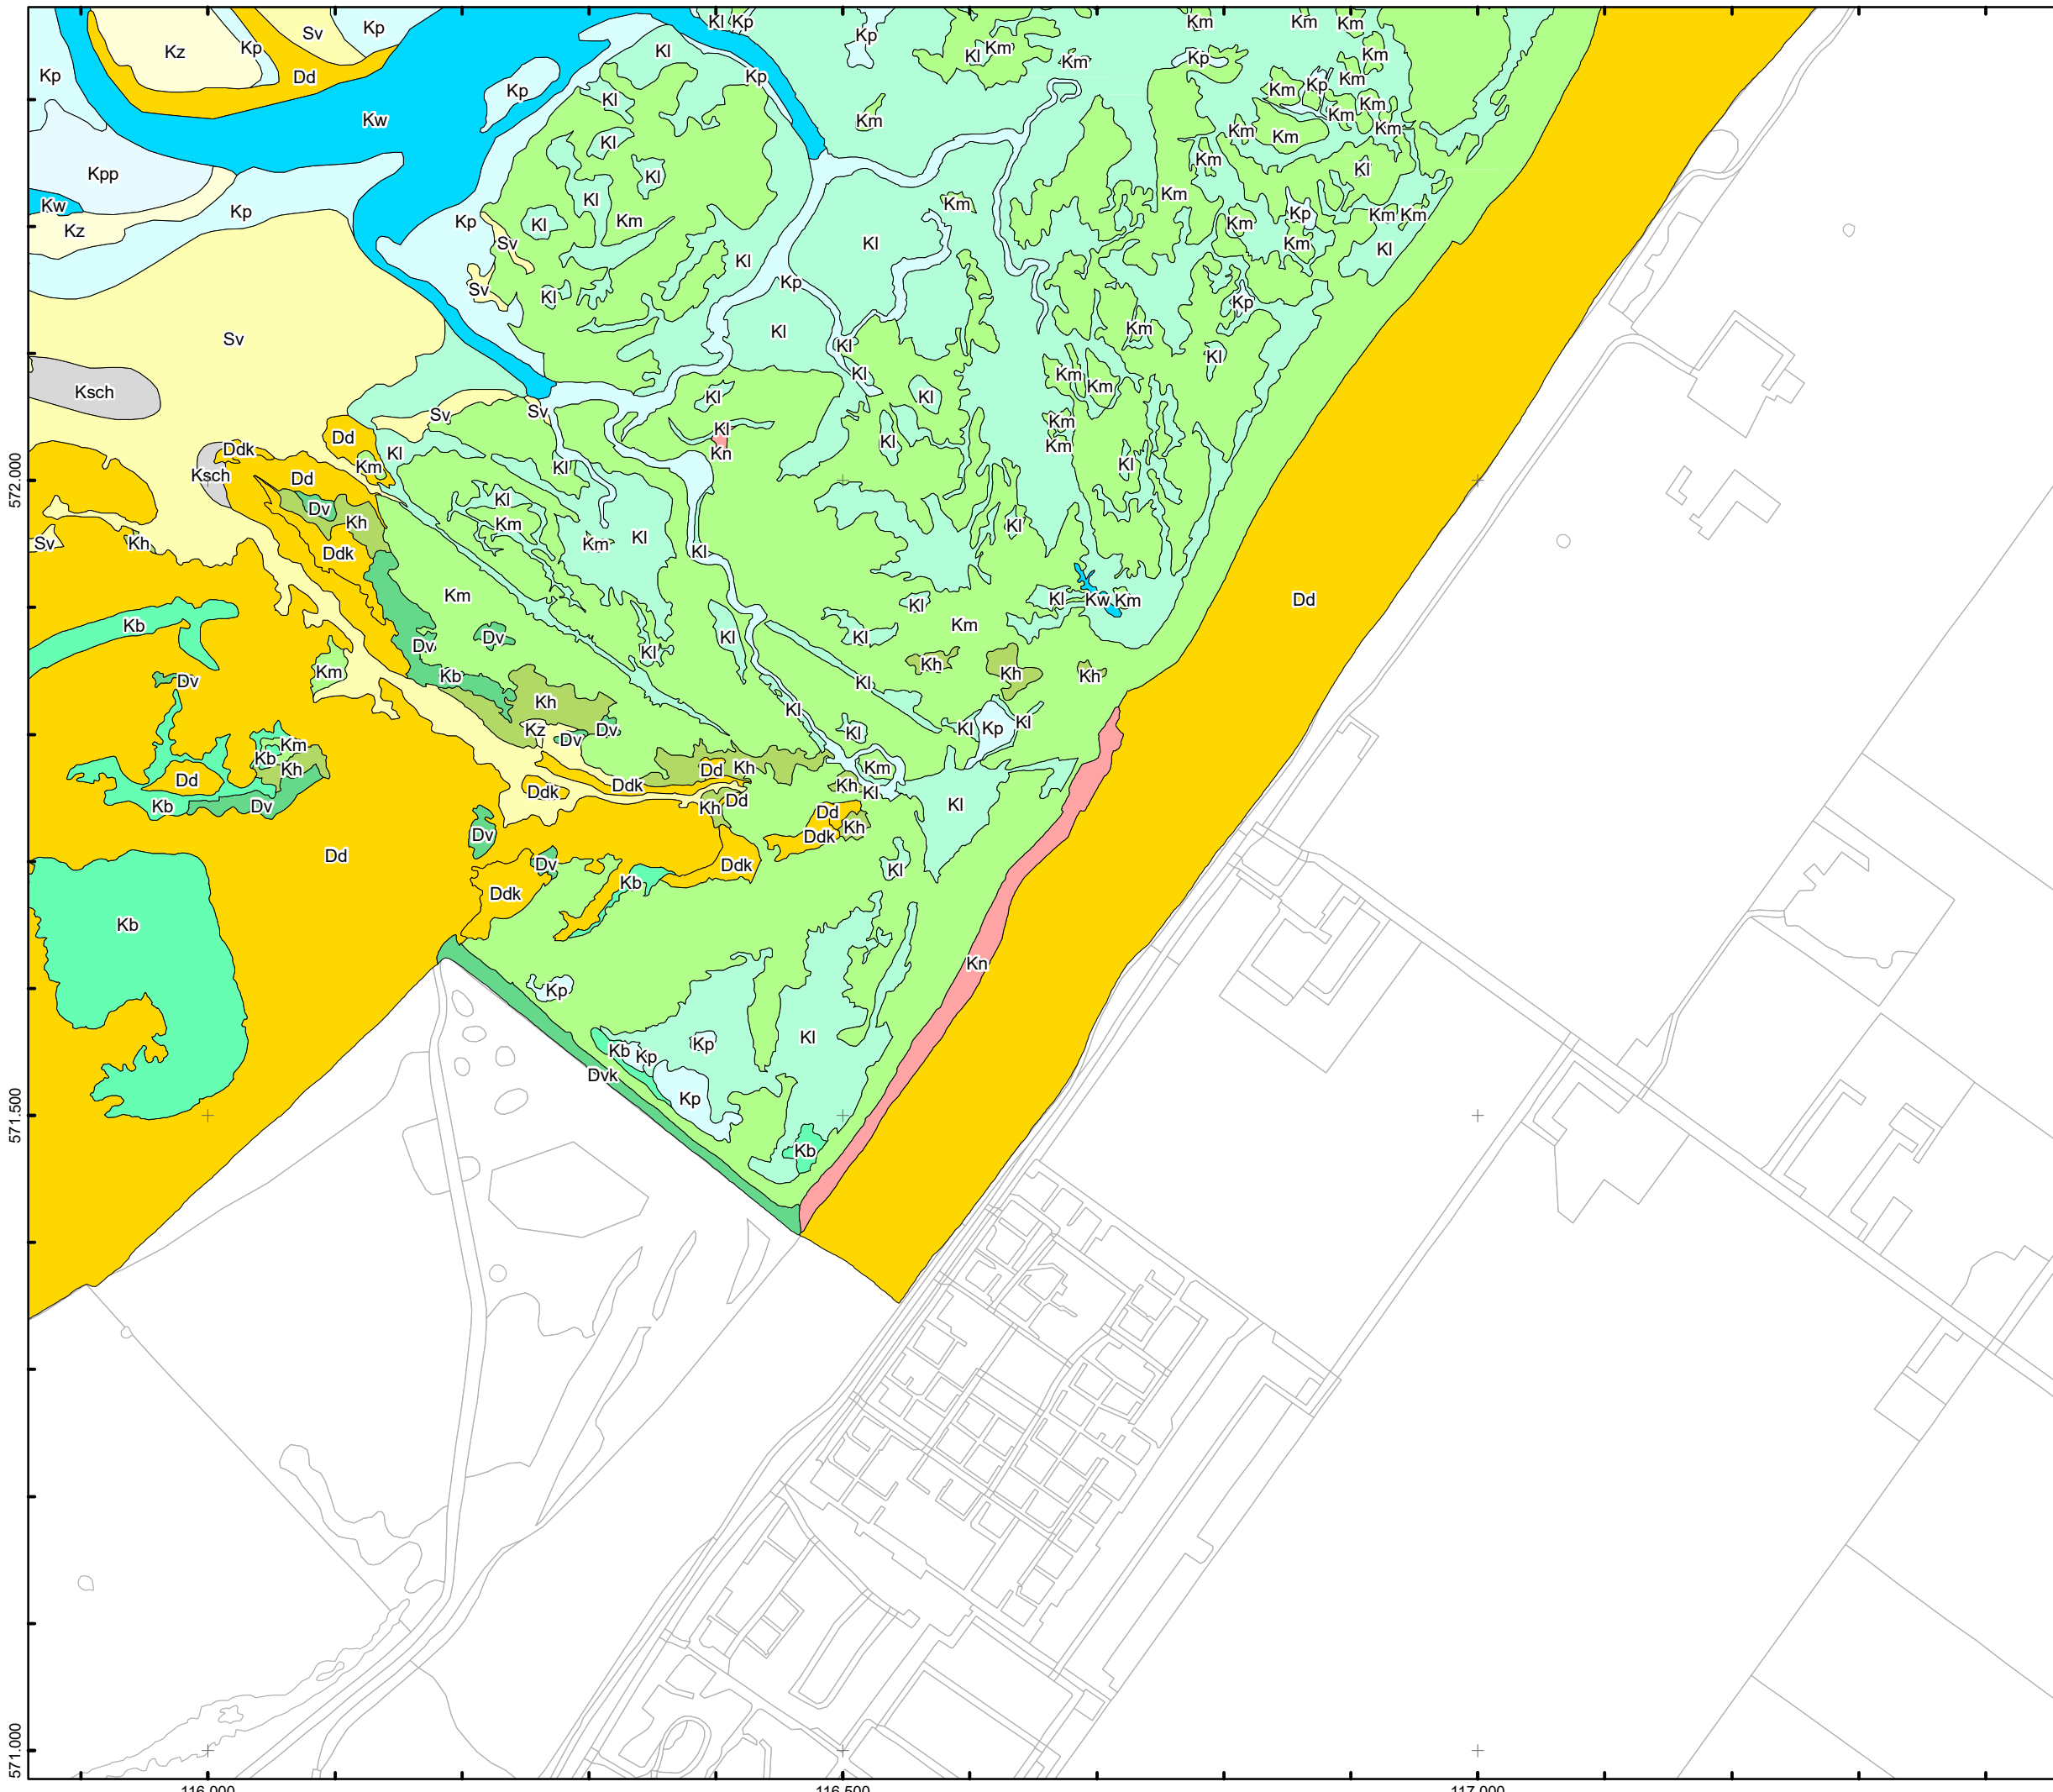 Kl Kp Km Km Km
Kz Kp Sv Kp Kp Kl Km Km
Kp Dd Kp Kl Kp Km Kp Km
Kp Kl Km Kp Km
Kw Km Km Km
Kl Km Km Km
Kpp Kl Km Kl
Kw Kp Kl Km Km
Kz Kp Kl Km Km Kp Km Km
Sv Kl Kl Km Kl
Sv Kl Kl Kp Kp
Sv Kl Kl Km
Kl Kl
Ksch Kl Kl Km Km
Sv Sv Kl Km
Dd Kl Kl Kl Km
Ddk Kl Kn
Ksch Km Kl Kl
Dd Kl
Dv Kh Km Kl
Sv Kh Ddk Km Kl Kl
572.000
Km Kl Kl Kw Km Dd
Kb Dv Dv Kl Kl Km
Km Kb Kl Kh Kh Kh
Dv Kh Kl Kl
Kz Dv Dv Kl Kl Kp Kl
Km Kb Kh Dd Kh Km
Dd Ddk Ddk Kh Kl
Kb Dv Kh Dd Kl
Dv Dd Ddk Kh
Dd Dv Ddk Kl
Ddk Kb
Kb
Kn
Kp
Kb Kp Kp Kl
Dvk Kp
571.500
Kb
571.000
116.000 116.500 117.000